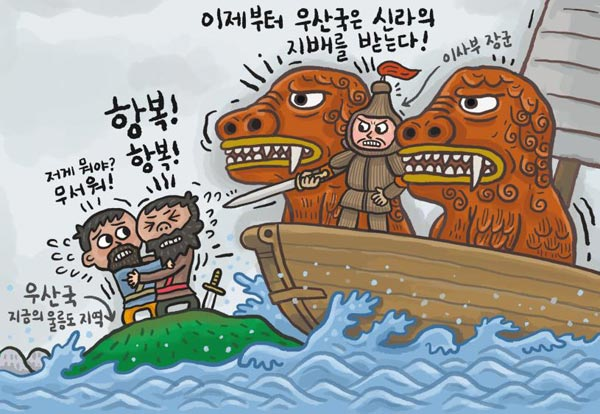 이제부터 우산국은 신라의
지배를 받는다!
이사부 장군
항복!
항복!
저게 뭐야?
무서워!
우산국
지금의 울릉도 지역